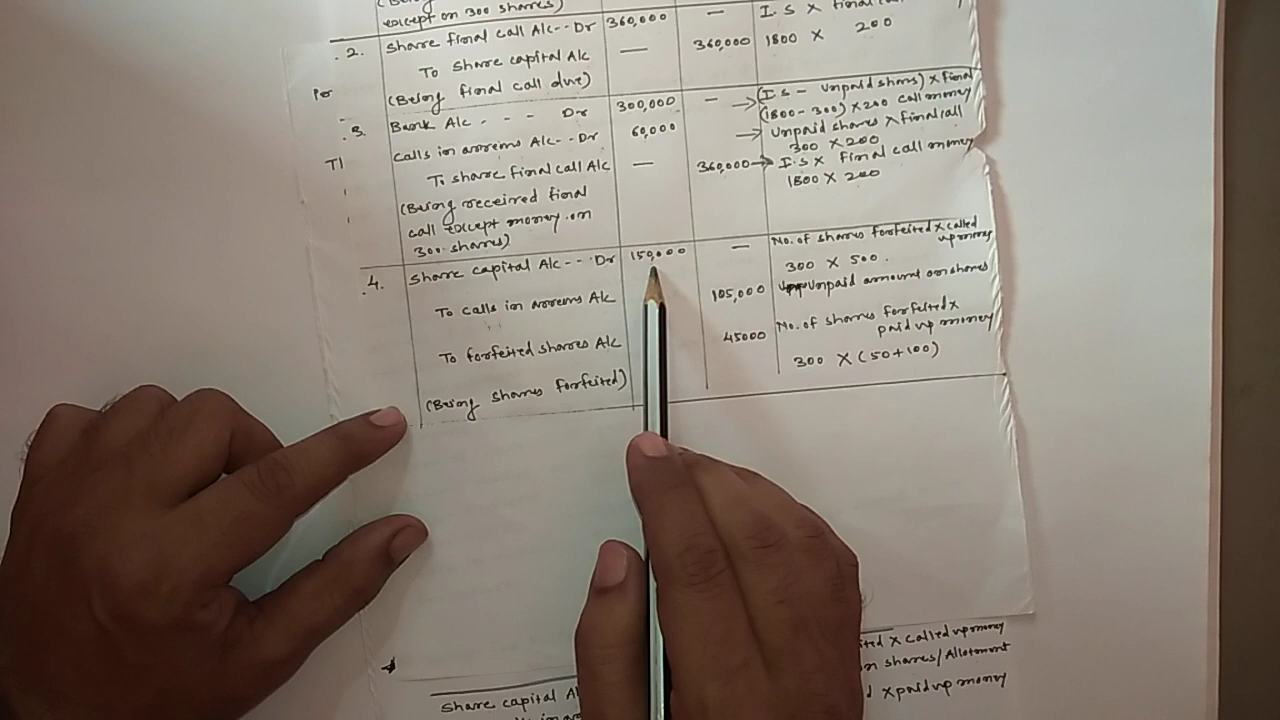 except on 300 shares)
.2. Share final call A/c-- Dr 360,000 —
To share capital A/c — 360,000 1800 X 200
(Being final call due)
.3. Bank A/c - - - Dr 300,000 - → (I.S - unpaid shares) X final
(1800-300) X 200 call money
Calls in arrears A/c-- Dr 60,000 → unpaid shares X final call
300 X 200
To share final call A/c — 360,000 → I.S X final call money
1800 X 200
(Being received final
call except money on
300 shares)
.4. Share capital A/c --- Dr 150,000 — No. of shares forfeited X called
up money
300 X 500.
To calls in arrears A/c 105,000 unpaid amount on shares
To forfeited shares A/c 45000 No. of shares forfeited X
paid up money
300 X (50+100)
(Being shares forfeited)
X called up money
shares/Allotment
share capital A X paid up money